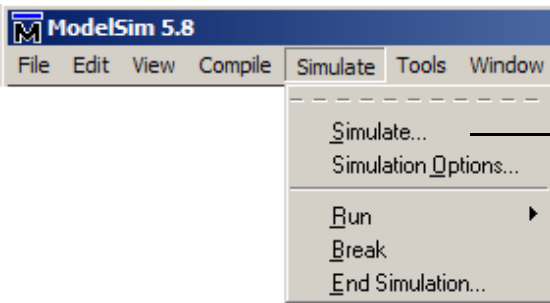 ModelSim 5.8
File Edit View Compile Simulate Tools Window
Simulate...
Simulation Options...
Run
Break
End Simulation...